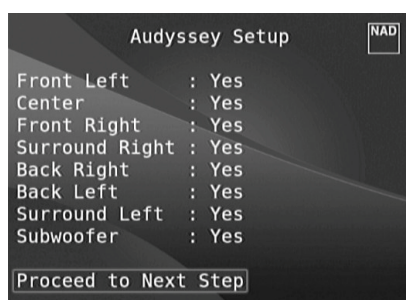 Audyssey Setup
NAD
Front Left : Yes
Center : Yes
Front Right : Yes
Surround Right : Yes
Back Right : Yes
Back Left : Yes
Surround Left : Yes
Subwoofer : Yes
Proceed to Next Step